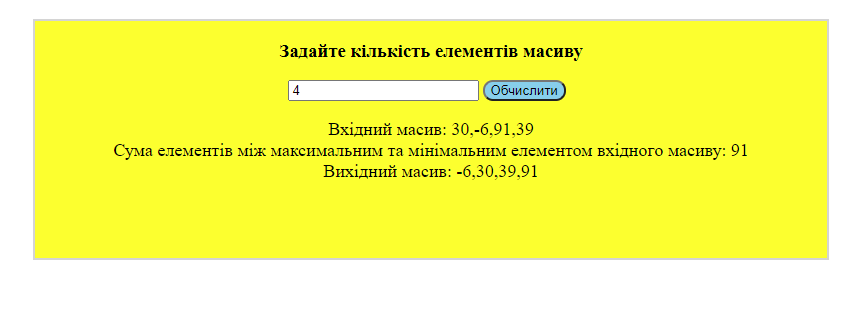 Задайте кількість елементів масиву
4 Обчислити
Вхідний масив: 30,-6,91,39
Сума елементів між максимальним та мінімальним елементом вхідного масиву: 91
Вихідний масив: -6,30,39,91